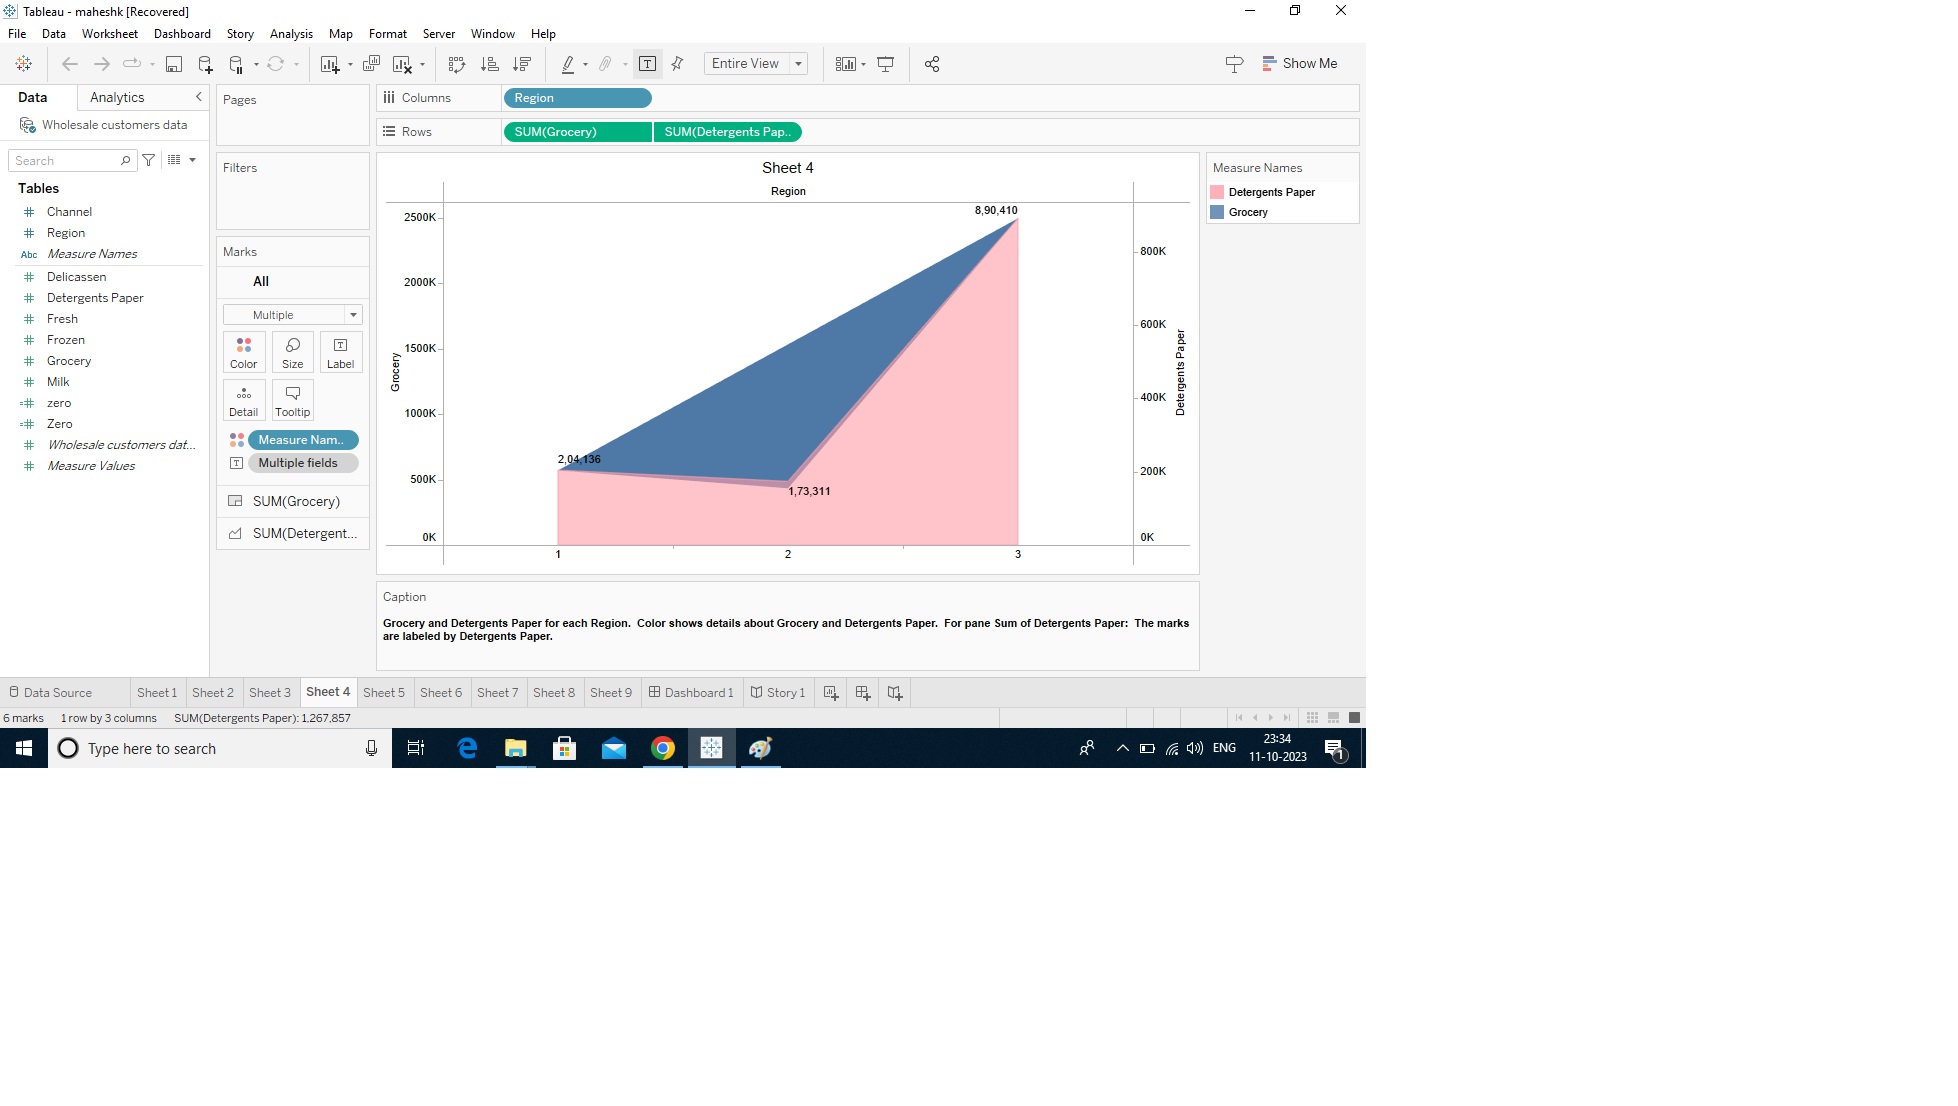 Tableau - maheshk [Recovered]
File Data Worksheet Dashboard Story Analysis Map Format Server Window Help
Entire View
Show Me
Data Analytics
Wholesale customers data
Search
Tables
Channel
Region
Abc Measure Names
Delicassen
Detergents Paper
Fresh
Frozen
Grocery
Milk
zero
Zero
Wholesale customers dat...
Measure Values
Pages
Filters
Marks
All
Multiple
Color Size Label
Detail Tooltip
Measure Nam..
Multiple fields
SUM(Grocery)
SUM(Detergent...
Columns Region
Rows SUM(Grocery) SUM(Detergents Pap..
Sheet 4
Region
Grocery
2500K
2000K
1500K
1000K
500K
0K
8,90,410
2,04,136
1,73,311
1 2 3
800K
600K
400K
200K
0K
Detergents Paper
Measure Names
Detergents Paper
Grocery
Caption
Grocery and Detergents Paper for each Region. Color shows details about Grocery and Detergents Paper. For pane Sum of Detergents Paper: The marks
are labeled by Detergents Paper.
Data Source Sheet 1 Sheet 2 Sheet 3 Sheet 4 Sheet 5 Sheet 6 Sheet 7 Sheet 8 Sheet 9 Dashboard 1 Story 1
6 marks 1 row by 3 columns SUM(Detergents Paper): 1,267,857
Type here to search
ENG
23:34
11-10-2023
1